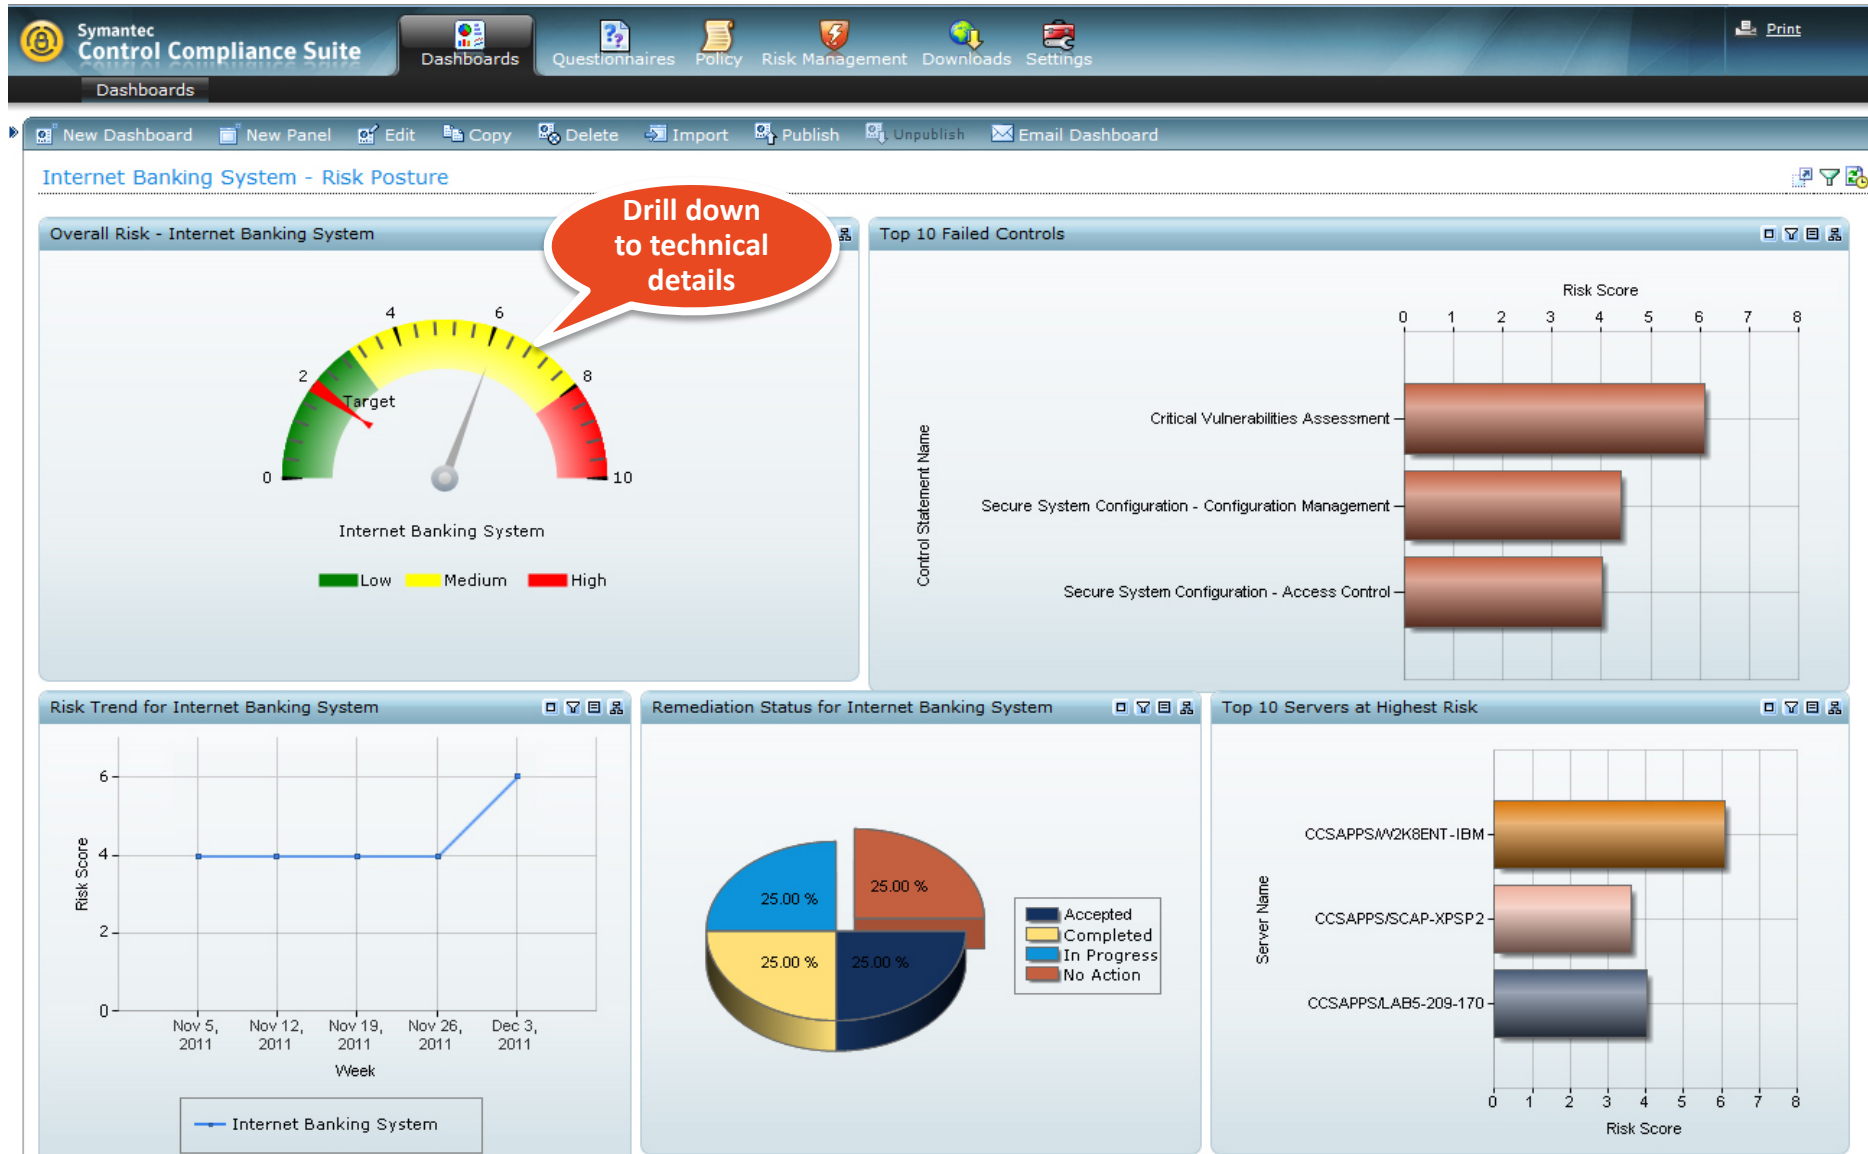 Symantec
Control Compliance Suite
Dashboards
Questionnaires
Policy
Risk Management
Downloads
Settings
Print
Dashboards
New Dashboard
New Panel
Edit
Copy
Delete
Import
Publish
Unpublish
Email Dashboard
Internet Banking System - Risk Posture
Drill down
to technical
details
Overall Risk - Internet Banking System
0
2
4
6
8
10
Target
Internet Banking System
Low
Medium
High
Top 10 Failed Controls
Risk Score
0 1 2 3 4 5 6 7 8
Control Statement Name
Critical Vulnerabilities Assessment
Secure System Configuration - Configuration Management
Secure System Configuration - Access Control
Risk Trend for Internet Banking System
Risk Score
6
4
2
0
Nov 5, Nov 12, Nov 19, Nov 26, Dec 3,
2011 2011 2011 2011 2011
Week
Internet Banking System
Remediation Status for Internet Banking System
25.00 %
25.00 %
25.00 %
25.00 %
Accepted
Completed
In Progress
No Action
Top 10 Servers at Highest Risk
Server Name
CCSAPPS/W2K8ENT-IBM
CCSAPPS/SCAP-XPSP2
CCSAPPS/LAB5-209-170
0 1 2 3 4 5 6 7 8
Risk Score